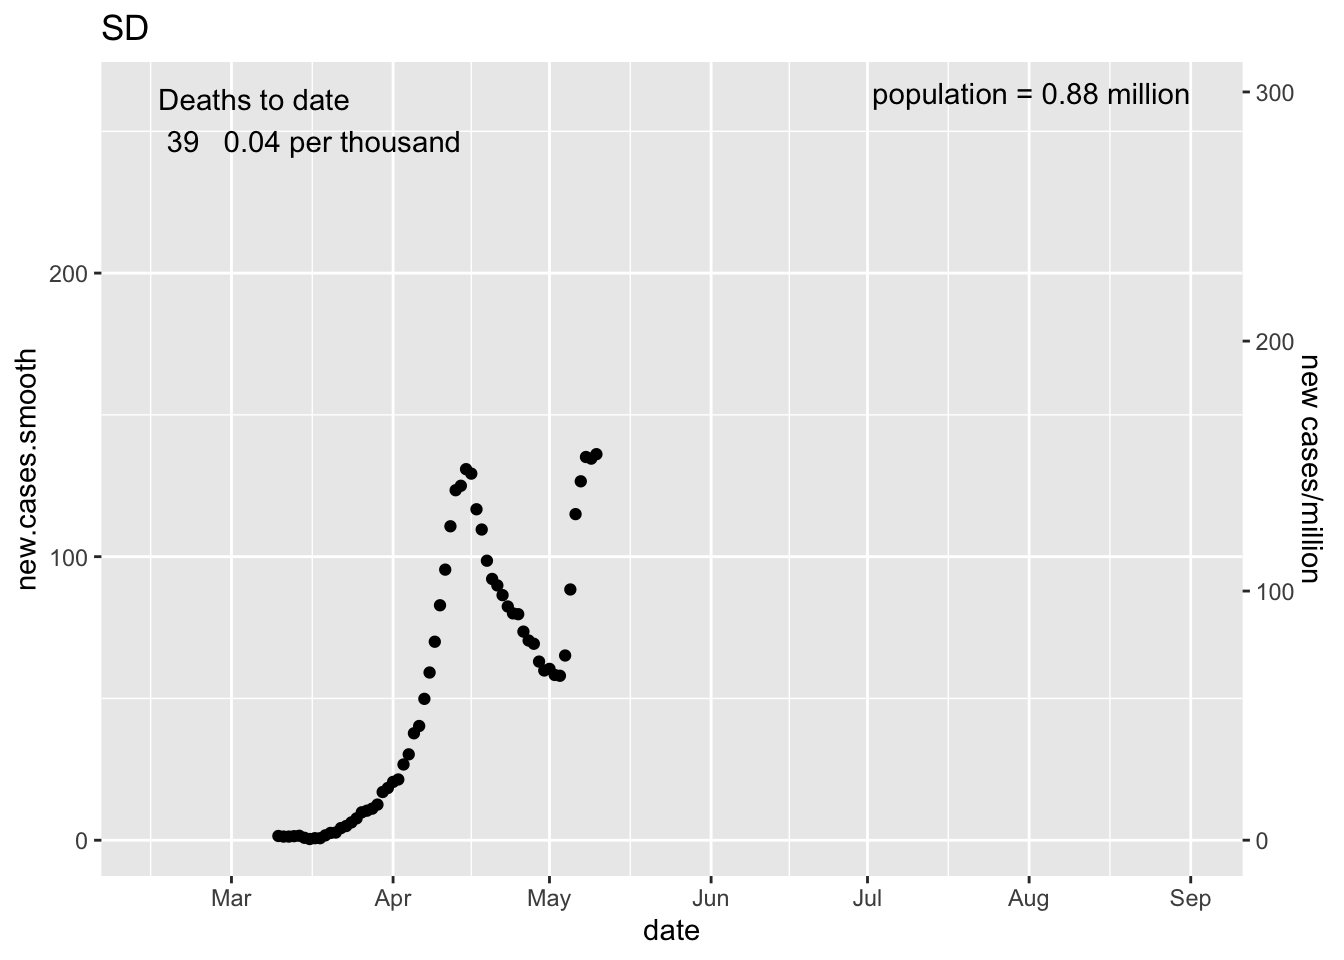 SD
Deaths to date
39 0.04 per thousand
population = 0.88 million
new.cases.smooth
200
100
0
300
200
100
0
new cases/million
Mar Apr May Jun Jul Aug Sep
date